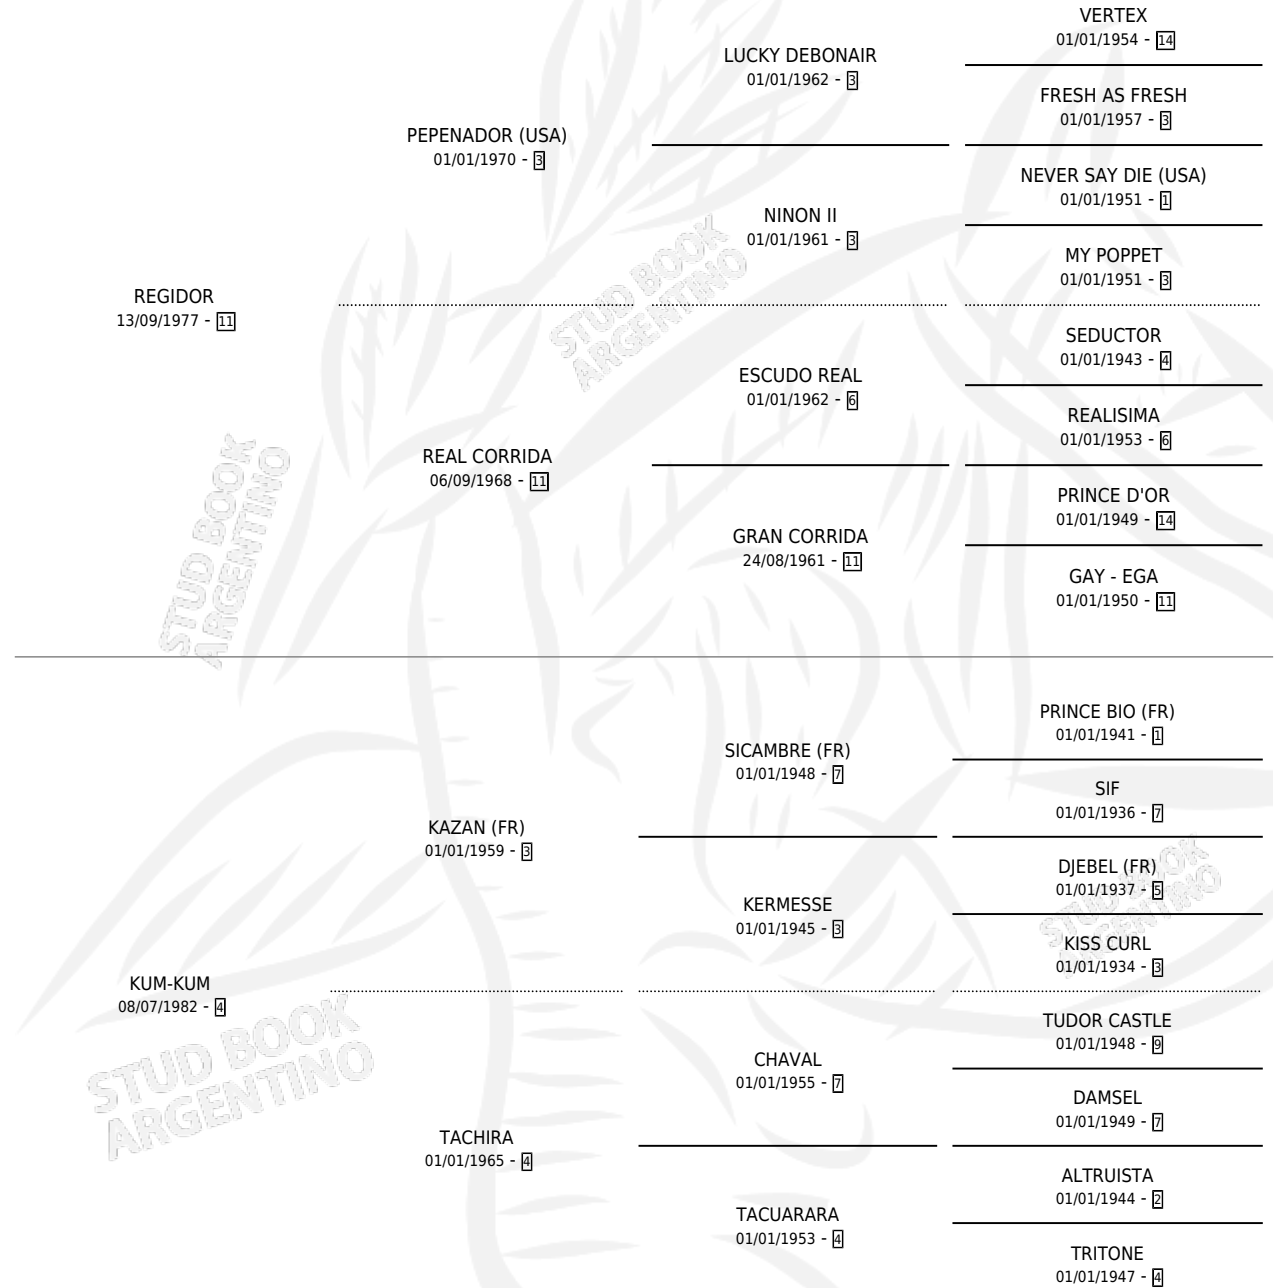 VERTEX
01/01/1954 - 14
LUCKY DEBONAIR
01/01/1962 - 3
FRESH AS FRESH
01/01/1957 - 3
PEPENADOR (USA)
01/01/1970 - 3
NEVER SAY DIE (USA)
01/01/1951 - 1
NINON II
01/01/1961 - 3
MY POPPET
01/01/1951 - 3
REGIDOR
13/09/1977 - 11
SEDUCTOR
01/01/1943 - 4
ESCUDO REAL
01/01/1962 - 6
REALISIMA
01/01/1953 - 6
REAL CORRIDA
06/09/1968 - 11
PRINCE D'OR
01/01/1949 - 14
GRAN CORRIDA
24/08/1961 - 11
GAY - EGA
01/01/1950 - 11
PRINCE BIO (FR)
01/01/1941 - 1
SICAMBRE (FR)
01/01/1948 - 7
SIF
01/01/1936 - 7
KAZAN (FR)
01/01/1959 - 3
DJEBEL (FR)
01/01/1937 - 5
KERMESSE
01/01/1945 - 3
KISS CURL
01/01/1934 - 3
KUM-KUM
08/07/1982 - 4
TUDOR CASTLE
01/01/1948 - 9
CHAVAL
01/01/1955 - 7
DAMSEL
01/01/1949 - 7
TACHIRA
01/01/1965 - 4
ALTRUISTA
01/01/1944 - 2
TACUARARA
01/01/1953 - 4
TRITONE
01/01/1947 - 4
STUD BOOK
ARGENTINO
STUD BOOK
ARGENTINO
STUD BOOK
ARGENTINO
STUD BOOK
ARGENTINO